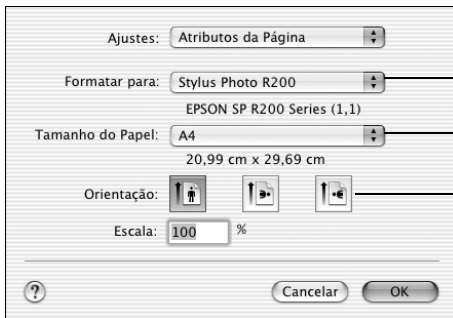 Ajustes: Atributos da Página
Formatar para: Stylus Photo R200
EPSON SP R200 Series (1,1)
Tamanho do Papel: A4
20,99 cm x 29,69 cm
Orientação:
Escala: 100 %
? Cancelar OK